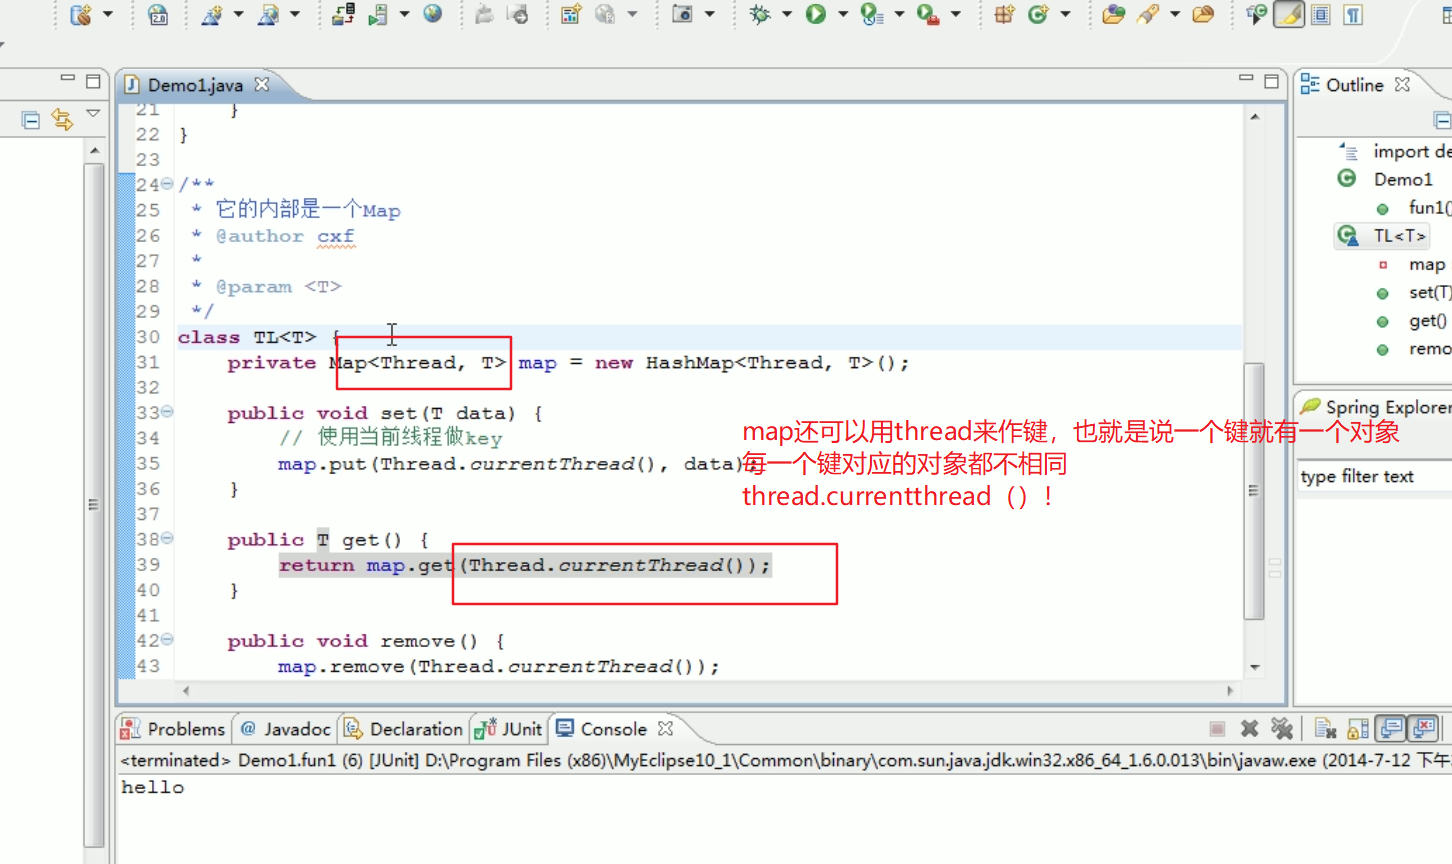 Demo1.java
Outline
21 }
22 }
23
24 /**
25 * 它的内部是一个Map
26 * @author cxf
27 *
28 * @param <T>
29 */
30 class TL<T> {
31 private Map<Thread, T> map = new HashMap<Thread, T>();
32
33 public void set(T data) {
34 // 使用当前线程做key
35 map.put(Thread.currentThread(), data);
36 }
37
38 public T get() {
39 return map.get(Thread.currentThread());
40 }
41
42 public void remove() {
43 map.remove(Thread.currentThread());
map还可以用thread来作键，也就是说一个键就有一个对象
每一个键对应的对象都不相同
thread.currentthread（）！
import de
Demo1
fun1()
TL<T>
map
set(T)
get()
remo
Spring Explorer
type filter text
Problems @ Javadoc Declaration JUnit Console
<terminated> Demo1.fun1 (6) [JUnit] D:\Program Files (x86)\MyEclipse10_1\Common\binary\com.sun.java.jdk.win32.x86_64_1.6.0.013\bin\javaw.exe (2014-7-12 下午
hello